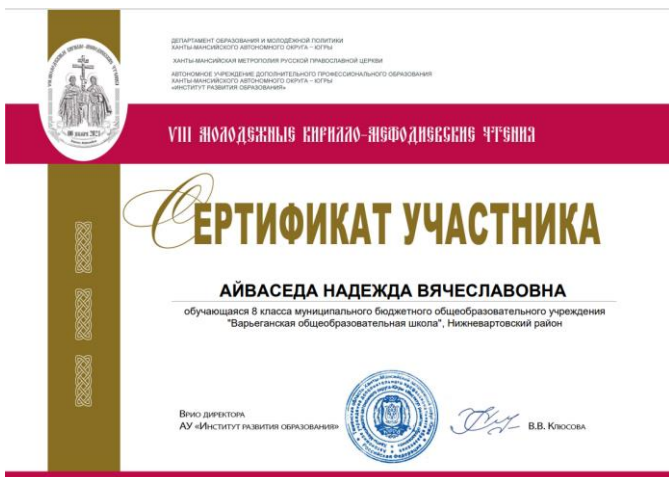 ДЕПАРТАМЕНТ ОБРАЗОВАНИЯ И МОЛОДЁЖНОЙ ПОЛИТИКИ
ХАНТЫ-МАНСИЙСКОГО АВТОНОМНОГО ОКРУГА – ЮГРЫ
ХАНТЫ-МАНСИЙСКАЯ МЕТРОПОЛИЯ РУССКОЙ ПРАВОСЛАВНОЙ ЦЕРКВИ
АВТОНОМНОЕ УЧРЕЖДЕНИЕ ДОПОЛНИТЕЛЬНОГО ПРОФЕССИОНАЛЬНОГО ОБРАЗОВАНИЯ
ХАНТЫ-МАНСИЙСКОГО АВТОНОМНОГО ОКРУГА – ЮГРЫ
«ИНСТИТУТ РАЗВИТИЯ ОБРАЗОВАНИЯ»
VIII МОЛОДЕЖНЫЕ КИРИЛЛО-МЕФОДИЕВСКИЕ ЧТЕНИЯ
СЕРТИФИКАТ УЧАСТНИКА
АЙВАСЕДА НАДЕЖДА ВЯЧЕСЛАВОВНА
обучающаяся 8 класса муниципального бюджетного общеобразовательного учреждения
"Варьеганская общеобразовательная школа", Нижневартовский район
ВРИО ДИРЕКТОРА
АУ «ИНСТИТУТ РАЗВИТИЯ ОБРАЗОВАНИЯ»
В.В. КЛЮСОВА